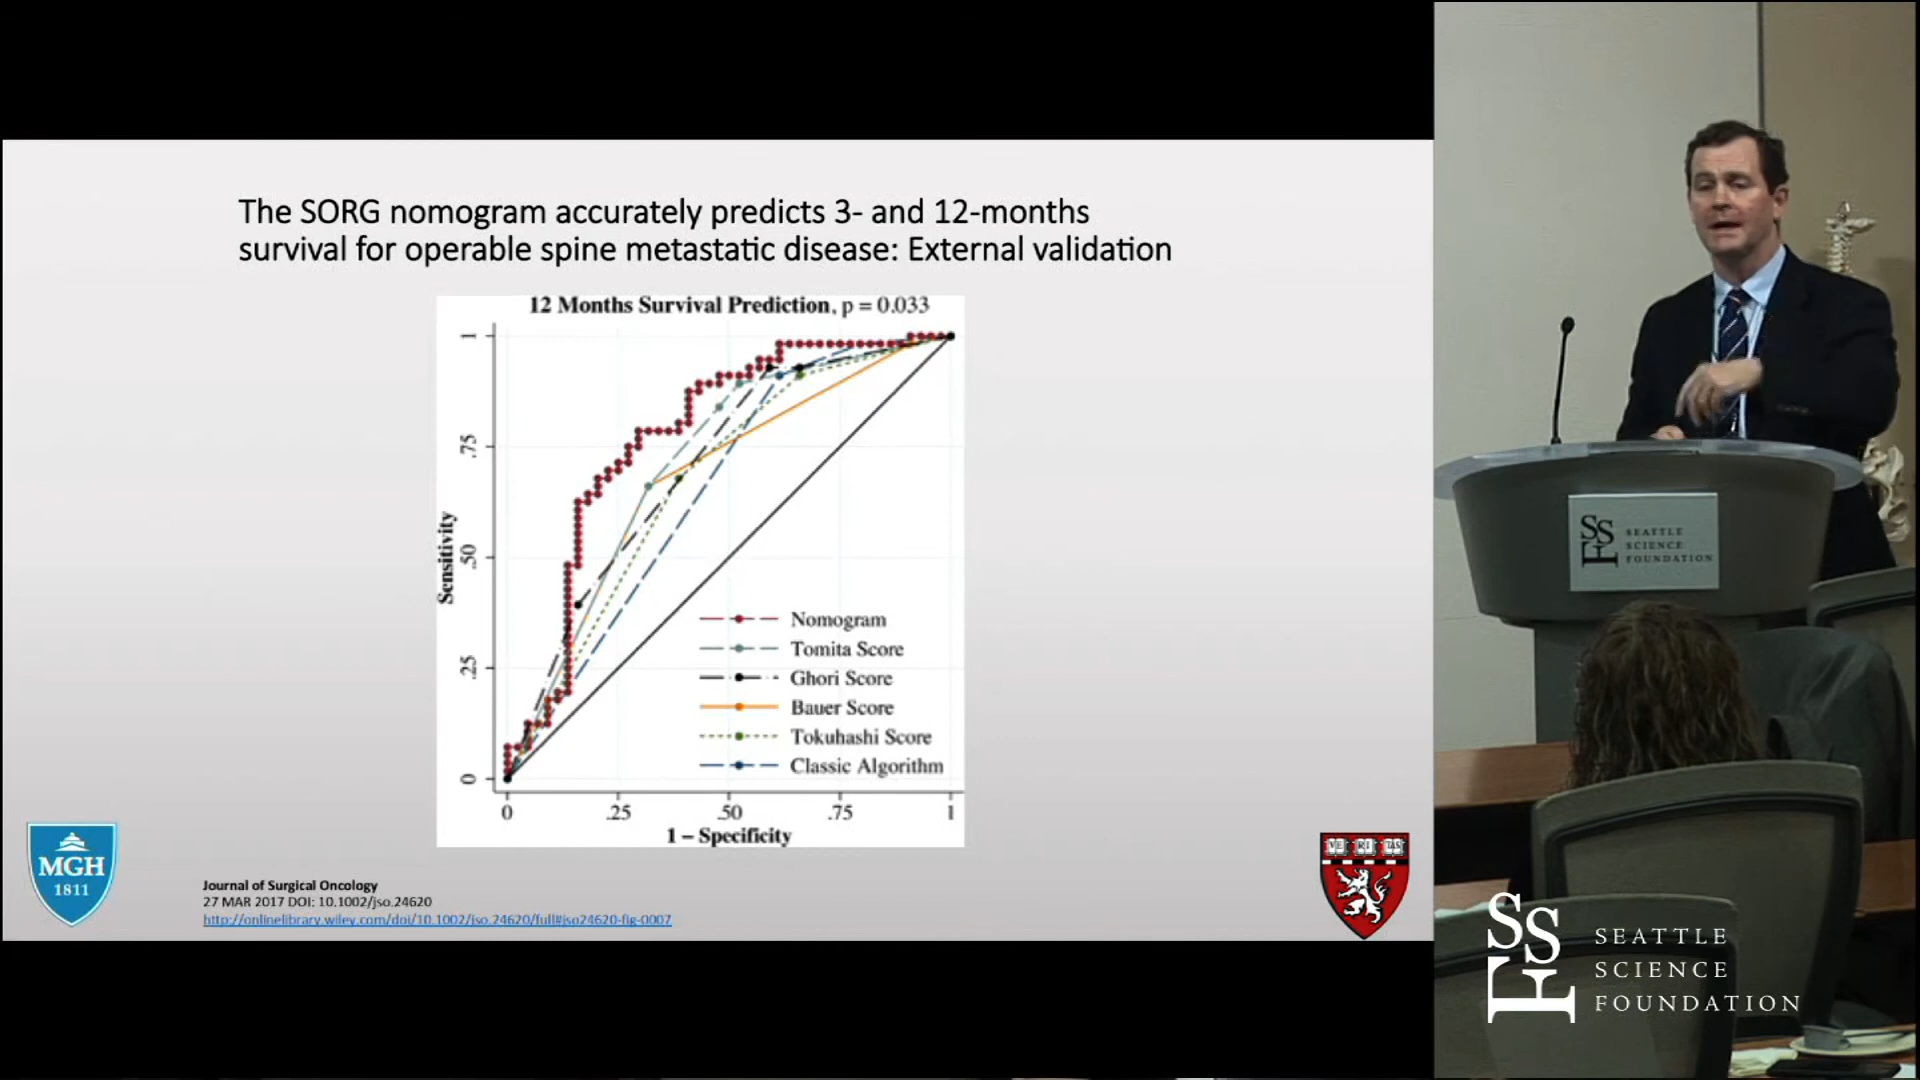 The SORG nomogram accurately predicts 3- and 12-months
survival for operable spine metastatic disease: External validation
12 Months Survival Prediction, p = 0.033
1
.75
.50
.25
0
Sensitivity
Nomogram
Tomita Score
Ghori Score
Bauer Score
Tokuhashi Score
Classic Algorithm
0 .25 .50 .75 1
1 – Specificity
MGH
1811
Journal of Surgical Oncology
27 MAR 2017 DOI: 10.1002/jso.24620
http://onlinelibrary.wiley.com/doi/10.1002/jso.24620/full#jso24620-fig-0007
VE RI TAS
SSF
SEATTLE
SCIENCE
FOUNDATION
SSF
SEATTLE
SCIENCE
FOUNDATION